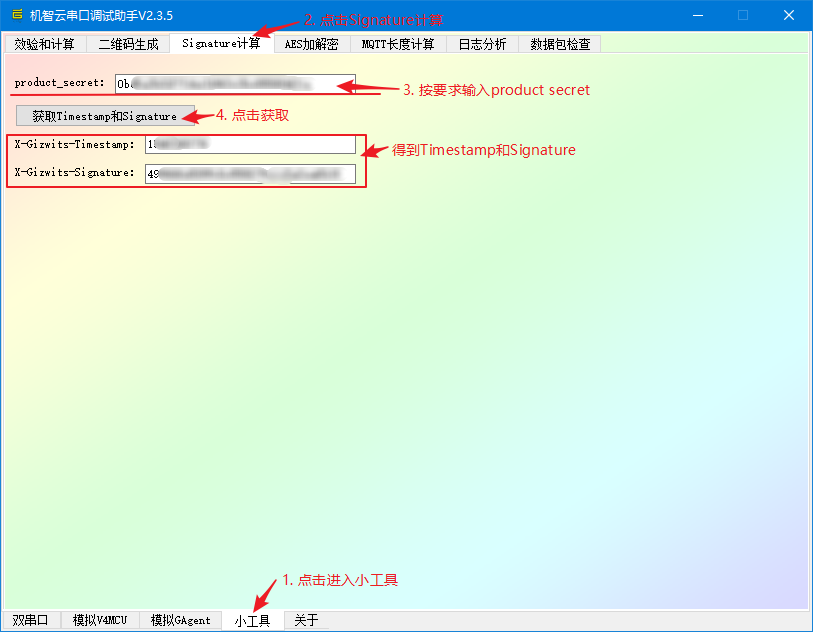 机智云串口调试助手V2.3.5
2. 点击Signature计算
效验和计算 二维码生成 Signature计算 AES加解密 MQTT长度计算 日志分析 数据包检查
product_secret:
3. 按要求输入product secret
获取Timestamp和Signature
4. 点击获取
X-Gizwits-Timestamp:
得到Timestamp和Signature
X-Gizwits-Signature:
1. 点击进入小工具
双串口 模拟V4MCU 模拟GAgent 小工具 关于